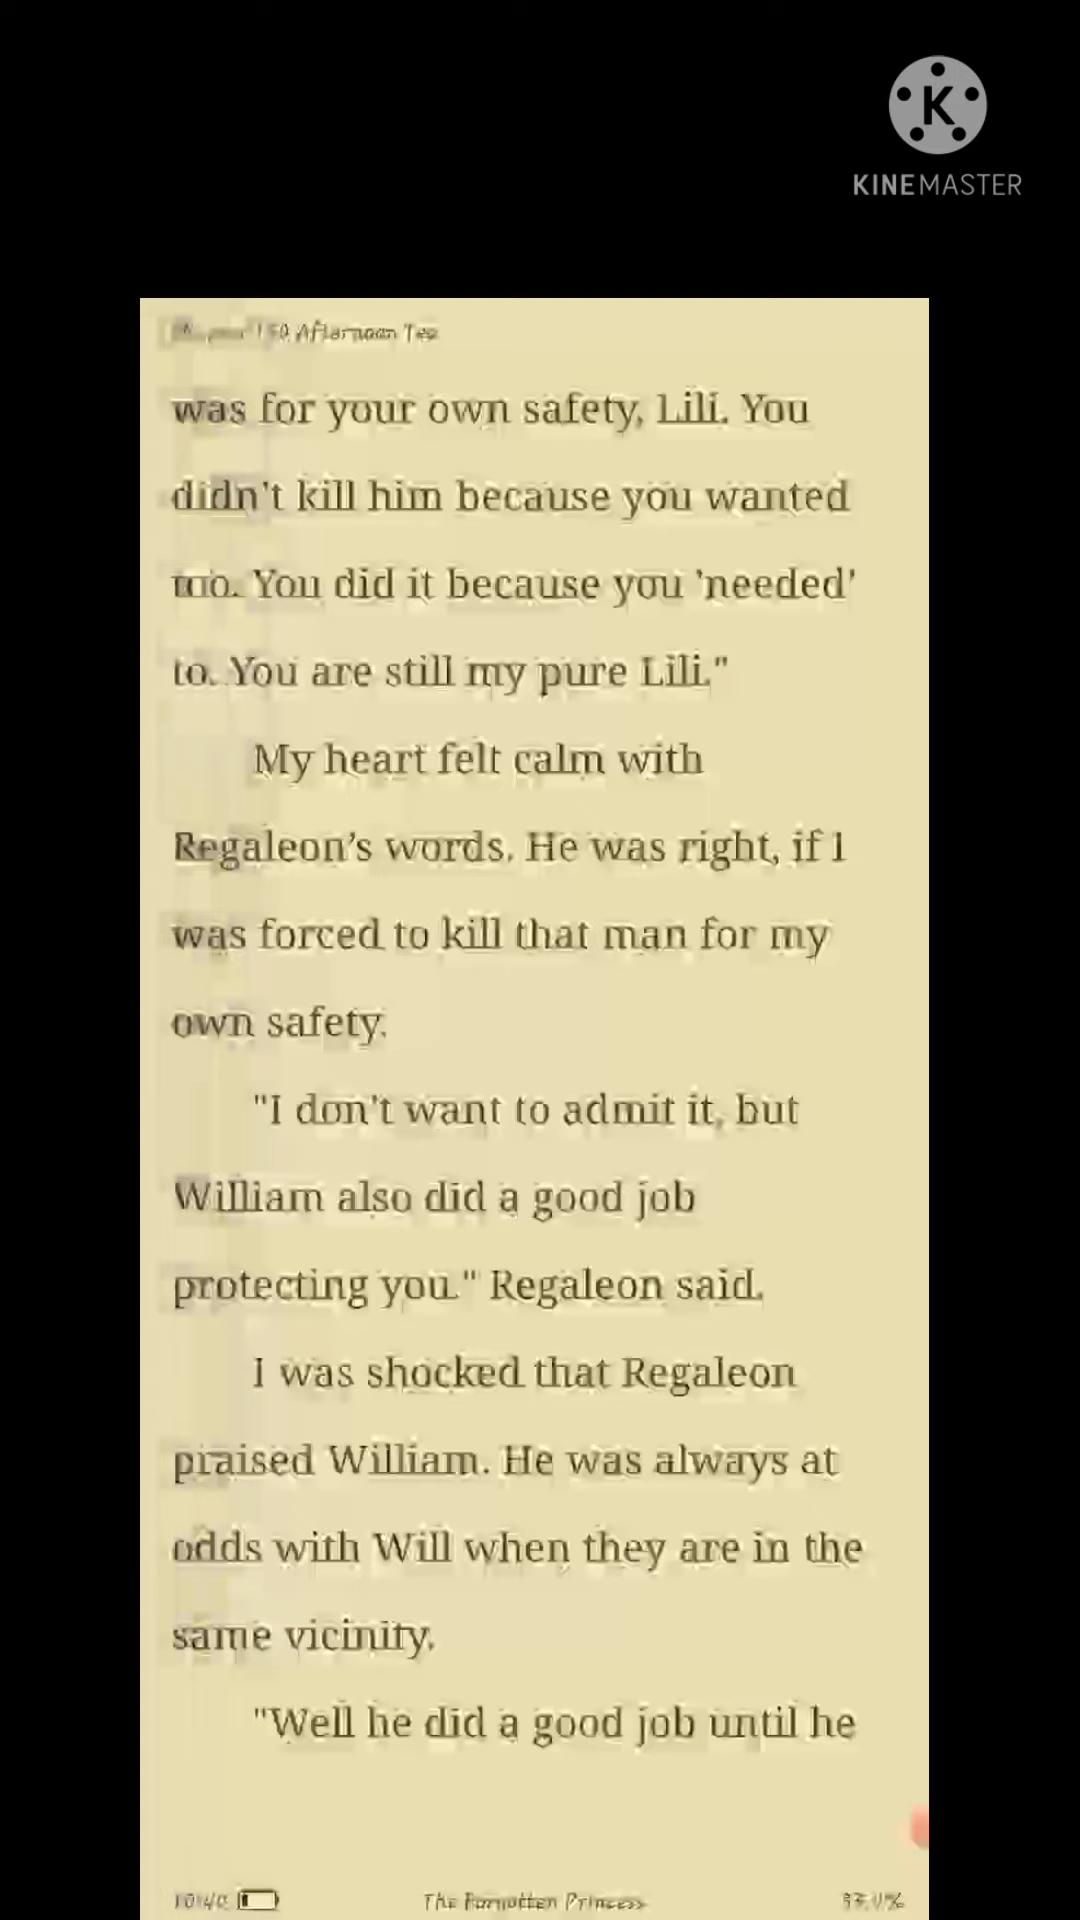 K
KINEMASTER
150 Afternoon Tea
was for your own safety, Lili. You
didn't kill him because you wanted
too. You did it because you 'needed'
to. You are still my pure Lili."
My heart felt calm with
Regaleon's words. He was right, if I
was forced to kill that man for my
own safety.
"I don't want to admit it, but
William also did a good job
protecting you." Regaleon said.
I was shocked that Regaleon
praised William. He was always at
odds with Will when they are in the
same vicinity.
"Well he did a good job until he
The Forgotten Princess